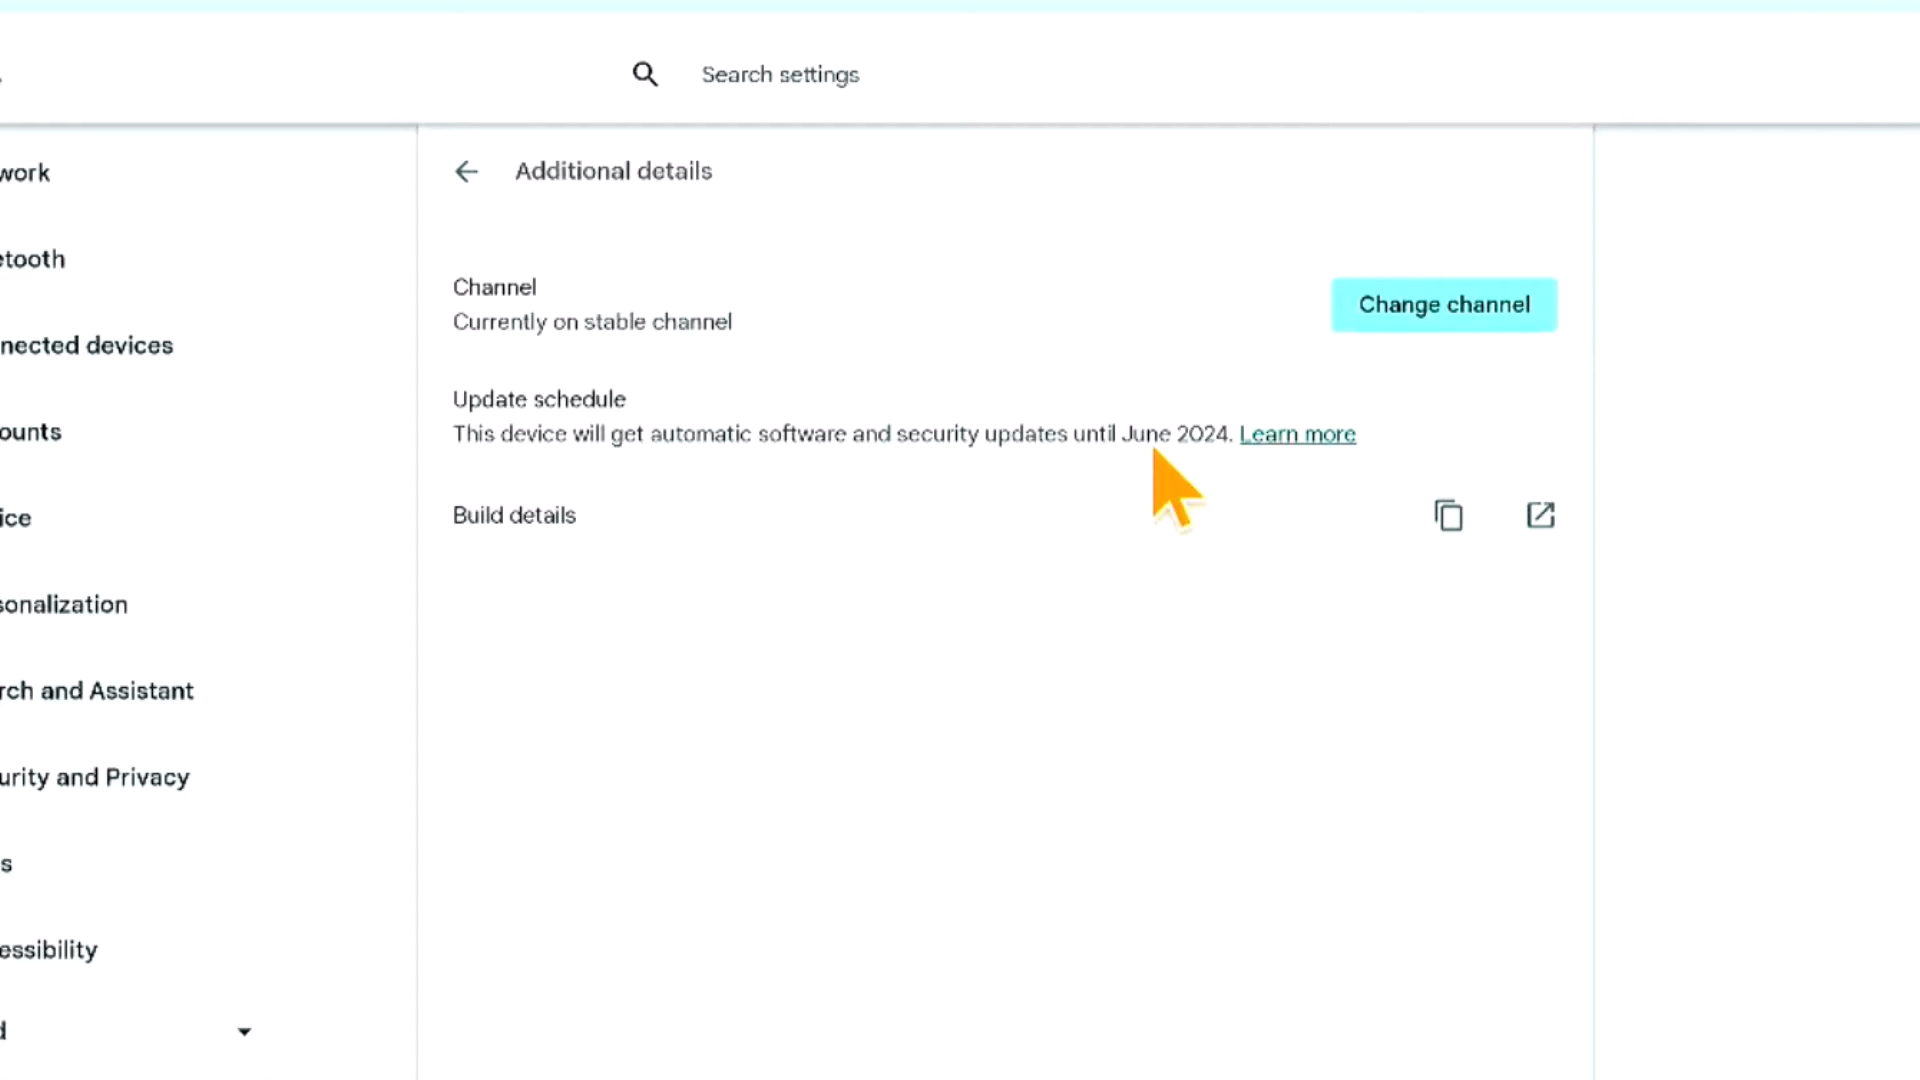 Search settings
work
etooth
nected devices
ounts
ice
sonalization
rch and Assistant
urity and Privacy
s
essibility
d
Additional details
Channel
Currently on stable channel
Change channel
Update schedule
This device will get automatic software and security updates until June 2024. Learn more
Build details